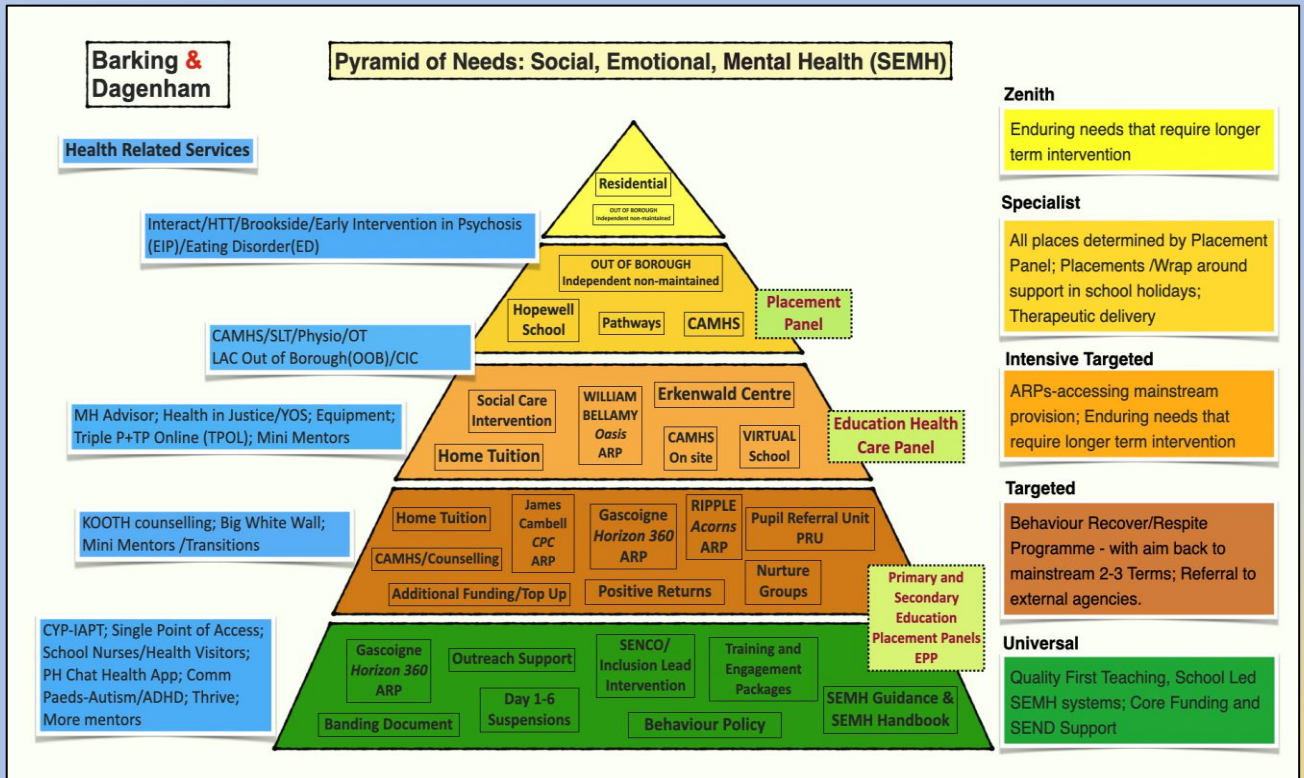 Barking &
Dagenham
Pyramid of Needs: Social, Emotional, Mental Health (SEMH)
Health Related Services
Interact/HTT/Brookside/Early Intervention in Psychosis
(EIP)/Eating Disorder(ED)
CAMHS/SLT/Physio/OT
LAC Out of Borough(OOB)/CIC
MH Advisor; Health in Justice/YOS; Equipment;
Triple P+TP Online (TPOL); Mini Mentors
KOOTH counselling; Big White Wall;
Mini Mentors /Transitions
CYP-IAPT; Single Point of Access;
School Nurses/Health Visitors;
PH Chat Health App; Comm
Paeds-Autism/ADHD; Thrive;
More mentors
Residential
OUT OF BOROUGH
Independent non-maintained
OUT OF BOROUGH
Independent non-maintained
Hopewell
School
Pathways
CAMHS
Placement
Panel
Social Care
Intervention
WILLIAM
BELLAMY
Oasis
ARP
Erkenwald Centre
Home Tuition
CAMHS
On site
VIRTUAL
School
Education Health
Care Panel
Home Tuition
James
Cambell
CPC
ARP
Gascoigne
Horizon 360
ARP
RIPPLE
Acorns
ARP
Pupil Referral Unit
PRU
CAMHS/Counselling
Additional Funding/Top Up
Positive Returns
Nurture
Groups
Primary and
Secondary
Education
Placement Panels
EPP
Gascoigne
Horizon 360
ARP
Outreach Support
SENCO/
Inclusion Lead
Intervention
Training and
Engagement
Packages
Banding Document
Day 1-6
Suspensions
Behaviour Policy
SEMH Guidance &
SEMH Handbook
Zenith
Enduring needs that require longer
term intervention
Specialist
All places determined by Placement
Panel; Placements /Wrap around
support in school holidays;
Therapeutic delivery
Intensive Targeted
ARPs-accessing mainstream
provision; Enduring needs that
require longer term intervention
Targeted
Behaviour Recover/Respite
Programme - with aim back to
mainstream 2-3 Terms; Referral to
external agencies.
Universal
Quality First Teaching, School Led
SEMH systems; Core Funding and
SEND Support